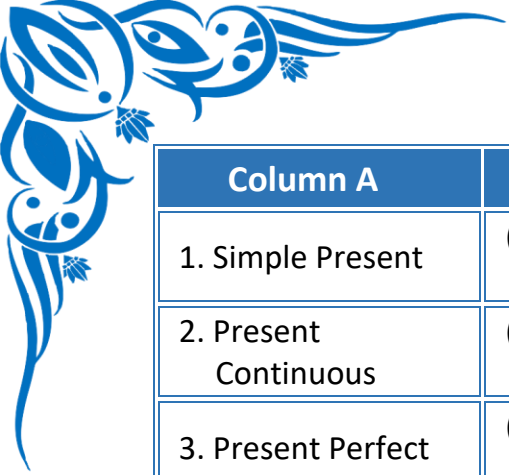 Column A
1. Simple Present (
2. Present
Continuous (
3. Present Perfect (